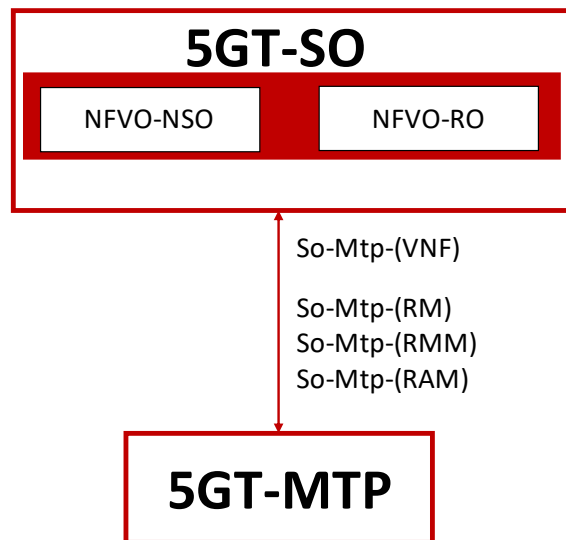 5GT-SO
NFVO-NSO
NFVO-RO
So-Mtp-(VNF)
So-Mtp-(RM)
So-Mtp-(RMM)
So-Mtp-(RAM)
5GT-MTP